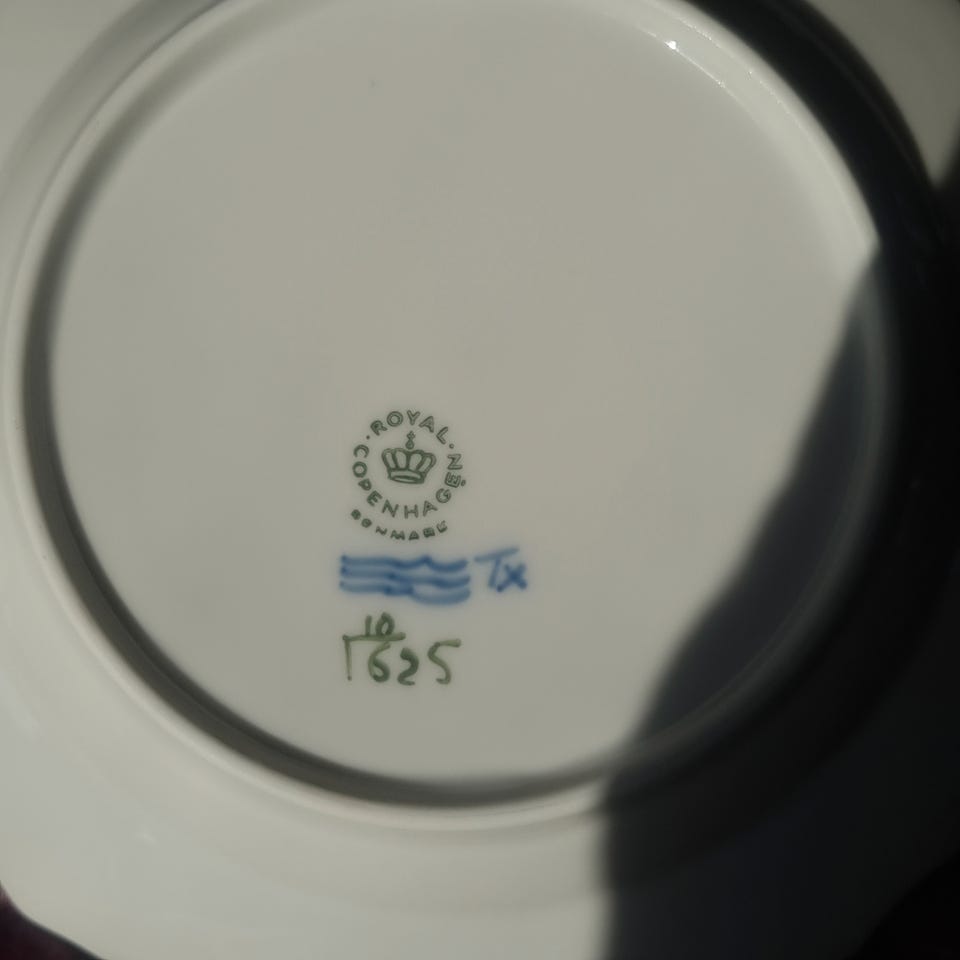 ROYAL
COPENHAGEN
DENMARK
Tx
10
1625